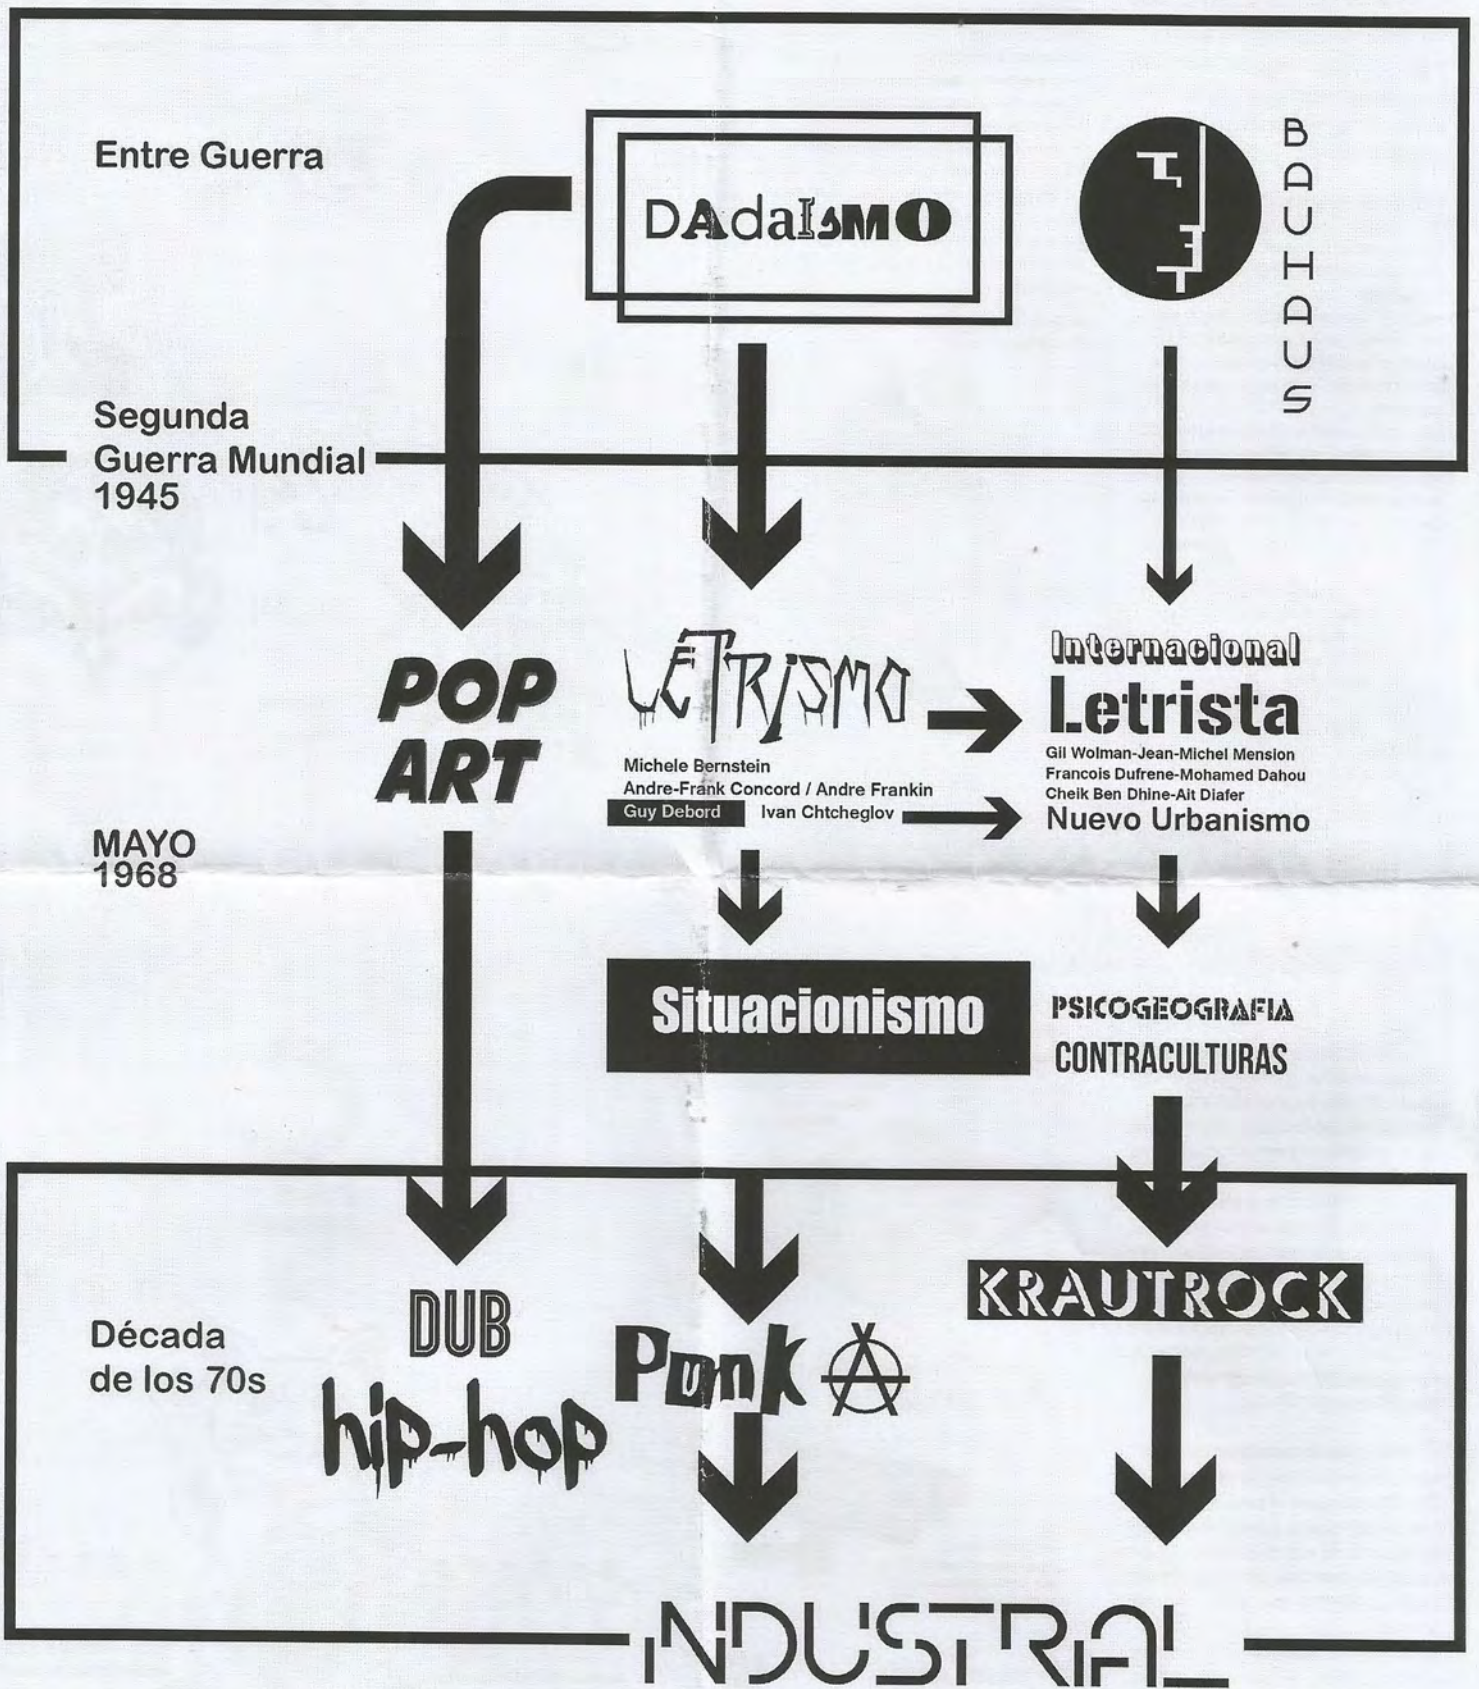 Entre Guerra
DAdaIsMO
BAUHAUS
Segunda
Guerra Mundial
1945
POP
ART
LETRISMO
Michele Bernstein
Andre-Frank Concord / Andre Frankin
Guy Debord Ivan Chtcheglov
Internacional
Letrista
Gil Wolman-Jean-Michel Mension
Francois Dufrene-Mohamed Dahou
Cheik Ben Dhine-Ait Diafer
Nuevo Urbanismo
MAYO
1968
Situacionismo
PSICOGEOGRAFIA
CONTRACULTURAS
Década
de los 70s
DUB
hip-hop
Punk
KRAUTROCK
INDUSTRIAL